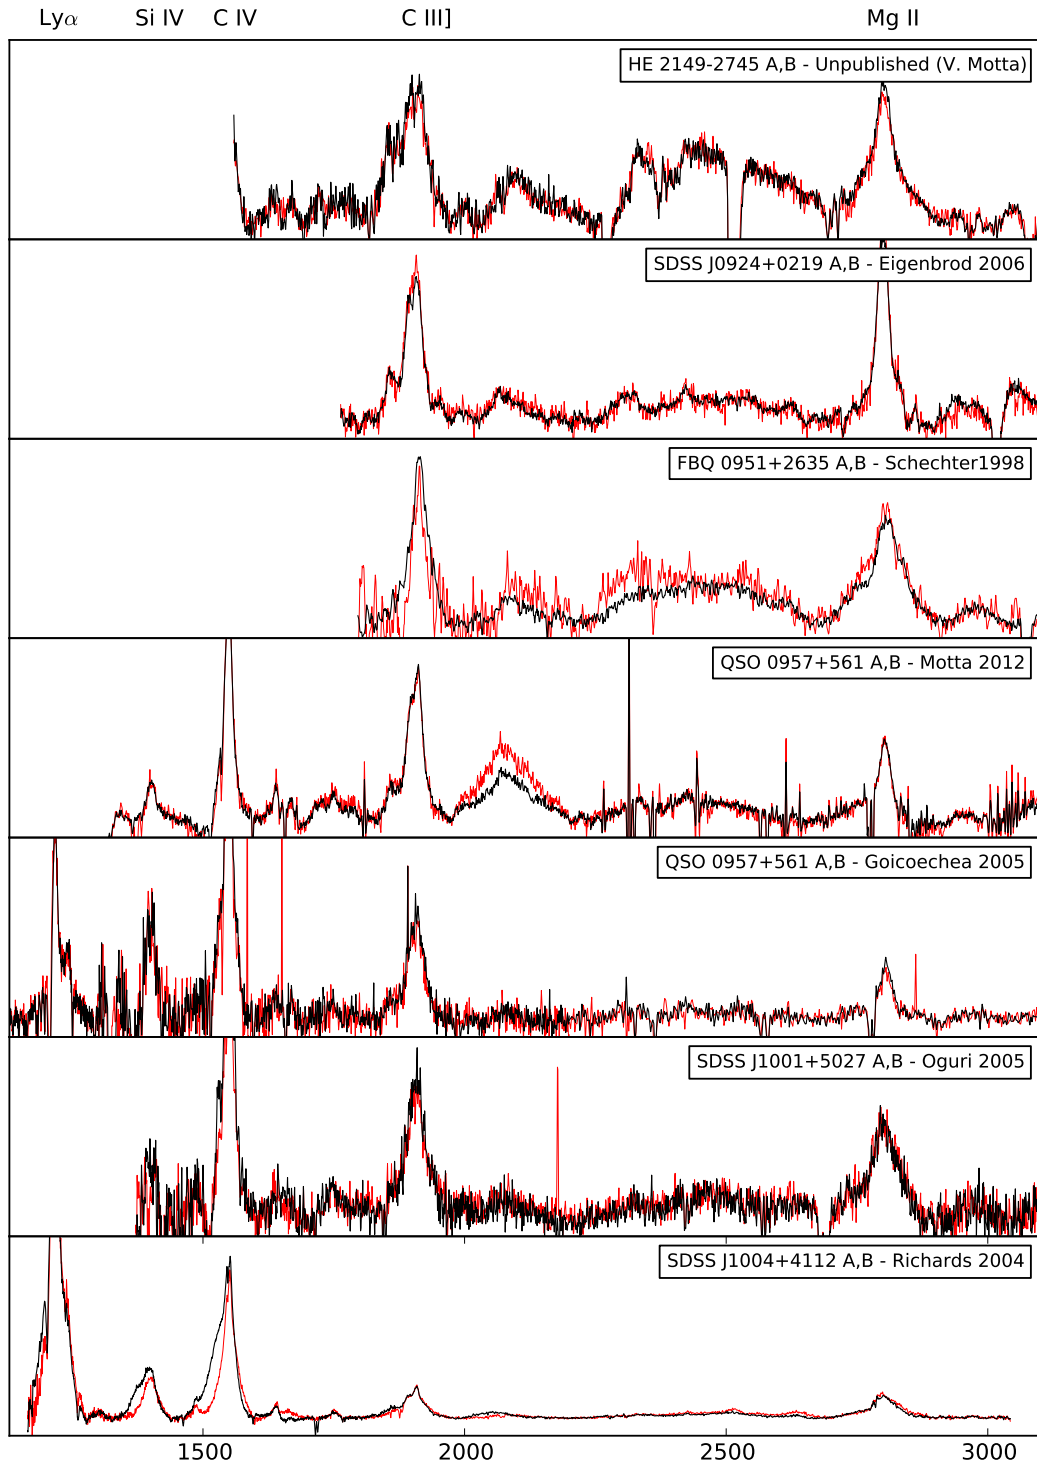 Lyα Si IV C IV C III] Mg II
HE 2149-2745 A,B - Unpublished (V. Motta)
SDSS J0924+0219 A,B - Eigenbrod 2006
FBQ 0951+2635 A,B - Schechter1998
QSO 0957+561 A,B - Motta 2012
QSO 0957+561 A,B - Goicoechea 2005
SDSS J1001+5027 A,B - Oguri 2005
SDSS J1004+4112 A,B - Richards 2004
1500 2000 2500 3000